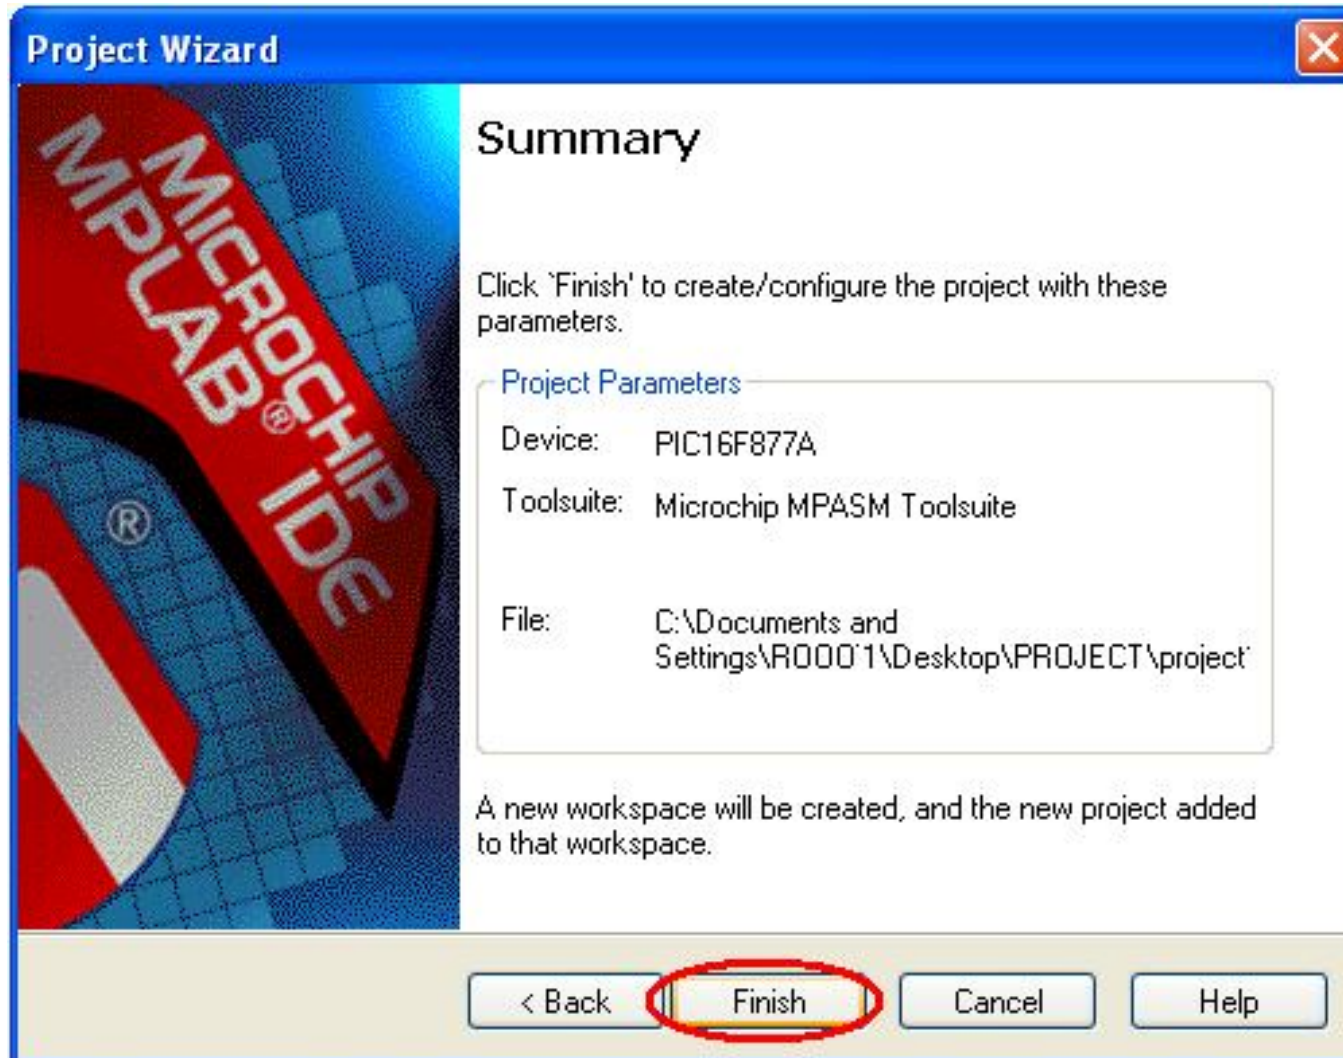 Project Wizard
MICROCHIP
MPLAB® IDE
®
Summary
Click `Finish' to create/configure the project with these
parameters.
Project Parameters
Device: PIC16F877A
Toolsuite: Microchip MPASM Toolsuite
File: C:\Documents and
Settings\R000'1\Desktop\PROJECT\project'
A new workspace will be created, and the new project added
to that workspace.
< Back Finish Cancel Help